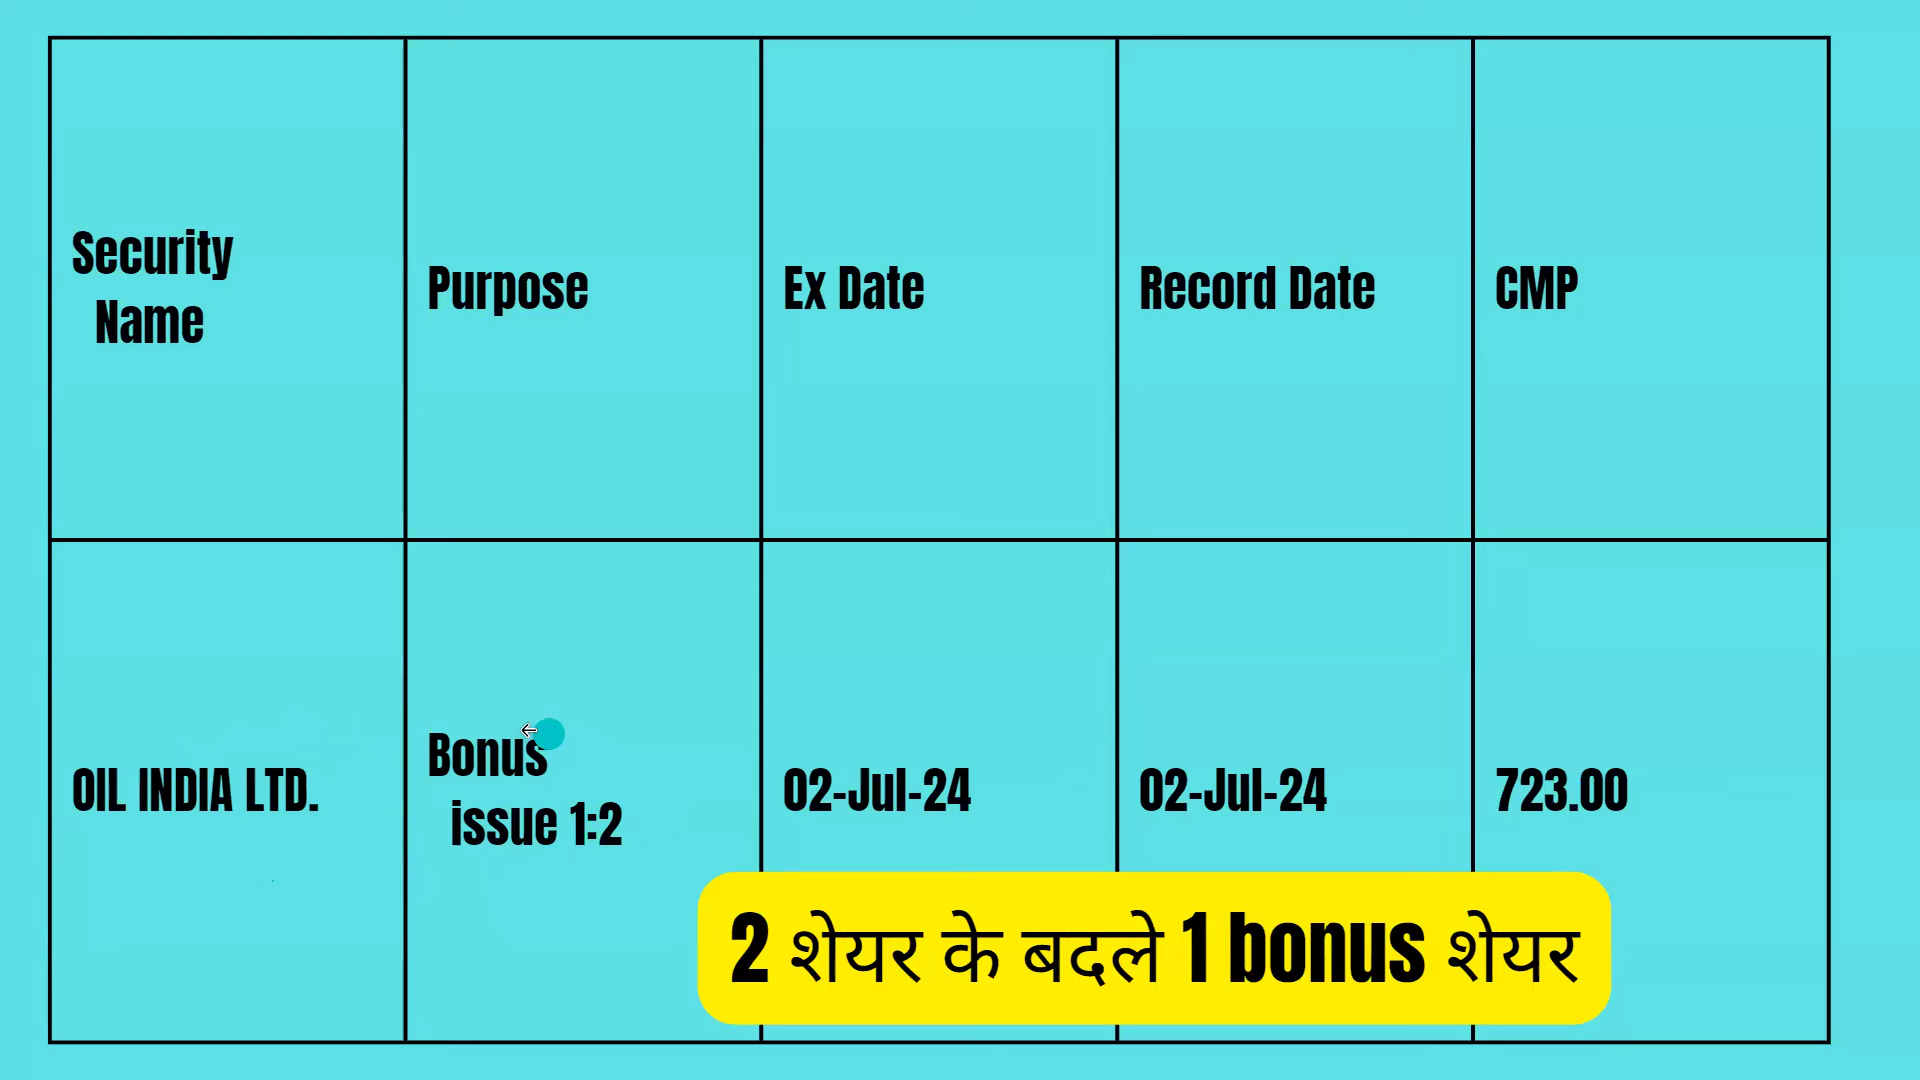 Security
Name
Purpose
Ex Date
Record Date
CMP
OIL INDIA LTD.
Bonus
issue 1:2
02-Jul-24
02-Jul-24
723.00
2 शेयर के बदले 1 bonus शेयर